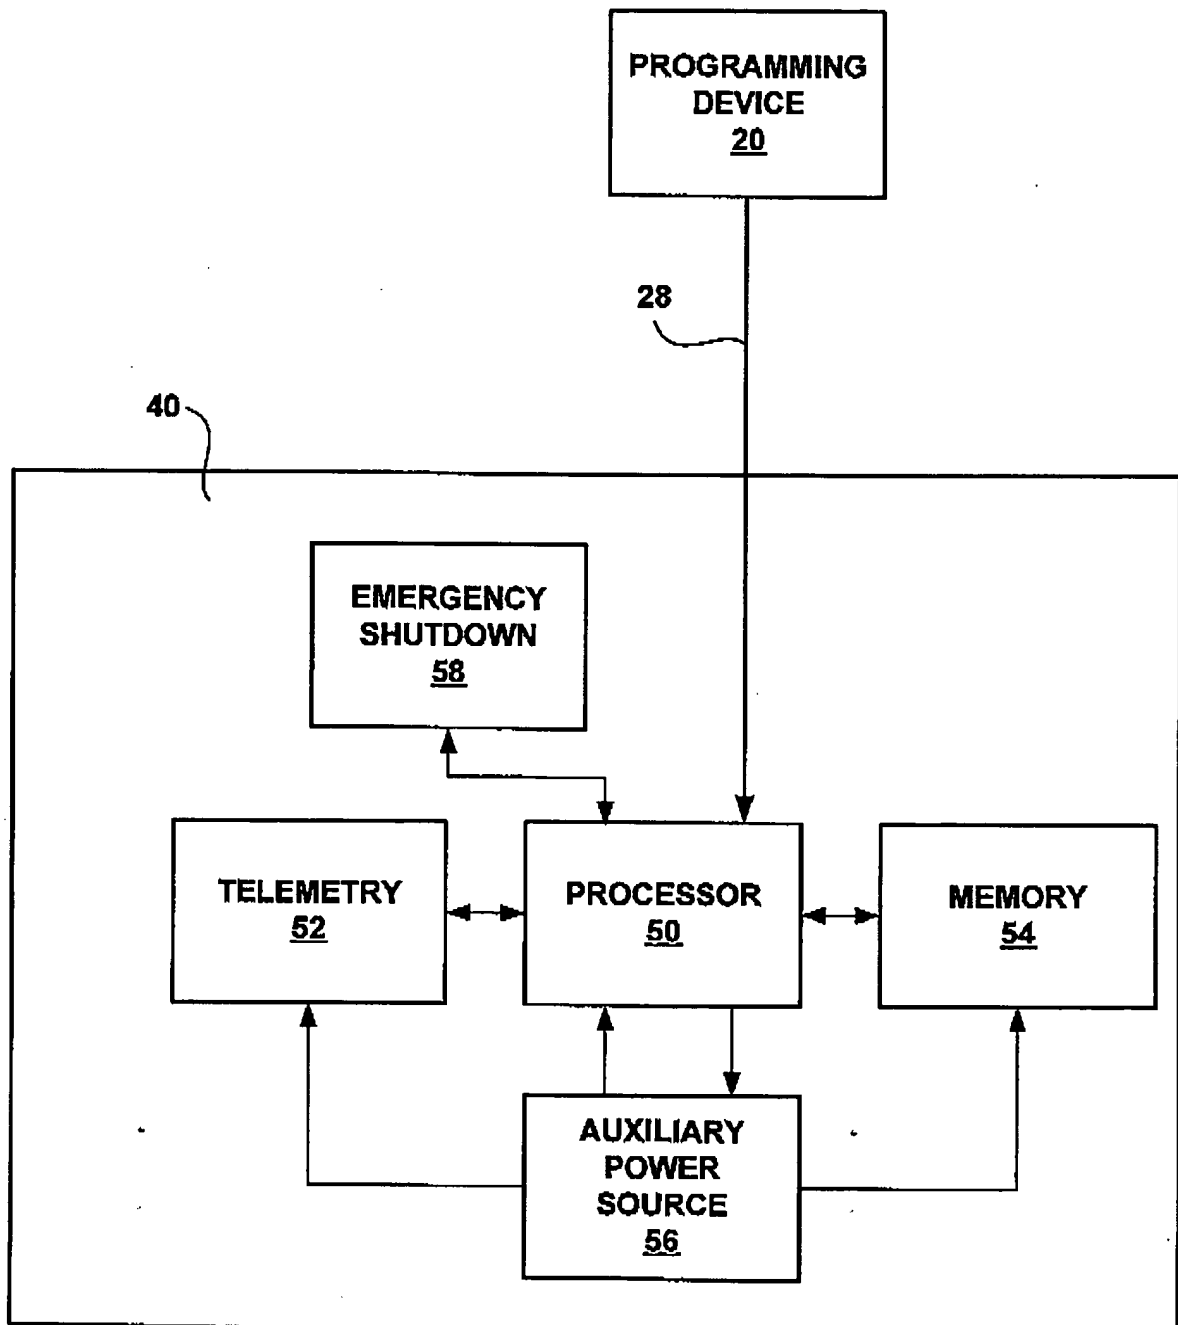 PROGRAMMING
DEVICE
20
28
40
EMERGENCY
SHUTDOWN
58
TELEMETRY
52
PROCESSOR
50
MEMORY
54
AUXILIARY
POWER
SOURCE
56